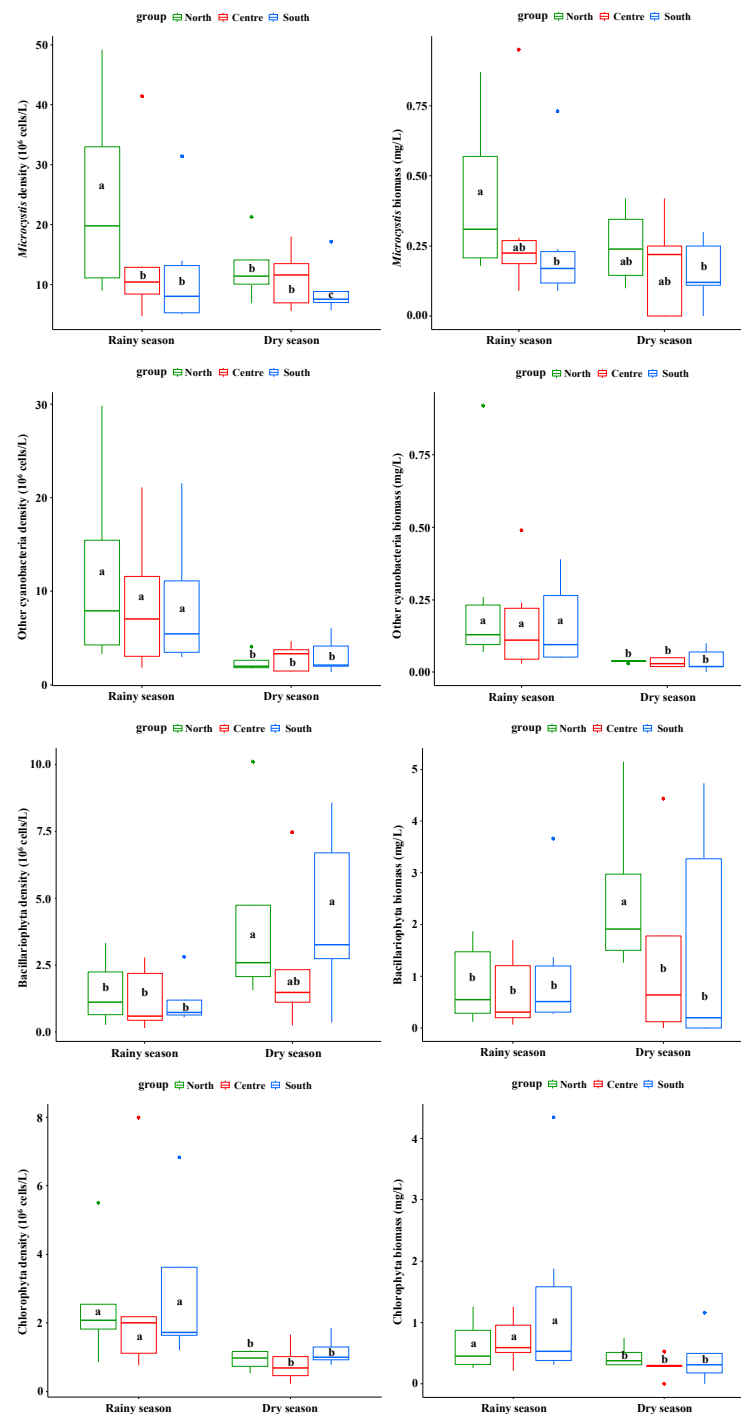 group North Centre South
Microcystis density (10⁶ cells/L)
50
40
30
20
10
a
b
b
b
b
c
Rainy season Dry season
group North Centre South
Microcystis biomass (mg/L)
0.75
0.50
0.25
0.00
a
ab
b
ab
ab
b
Rainy season Dry season
group North Centre South
Other cyanobacteria density (10⁶ cells/L)
30
20
10
0
a
a
a
b
b
b
Rainy season Dry season
group North Centre South
Other cyanobacteria biomass (mg/L)
0.75
0.50
0.25
0.00
a
a
a
b
b
b
Rainy season Dry season
group North Centre South
Bacillariophyta density (10⁶ cells/L)
10.0
7.5
5.0
2.5
0.0
b
b
b
a
ab
a
Rainy season Dry season
group North Centre South
Bacillariophyta biomass (mg/L)
5
4
3
2
1
0
b
b
b
a
b
b
Rainy season Dry season
group North Centre South
Chlorophyta density (10⁶ cells/L)
8
6
4
2
0
a
a
a
b
b
b
Rainy season Dry season
group North Centre South
Chlorophyta biomass (mg/L)
4
3
2
1
0
a
a
a
b
b
b
Rainy season Dry season